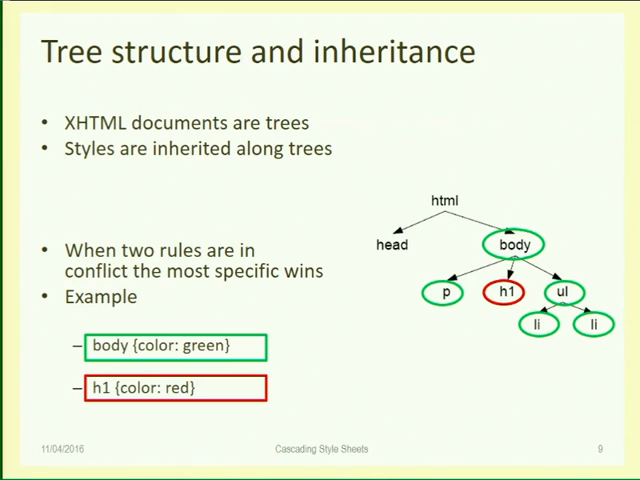 Tree structure and inheritance
• XHTML documents are trees
• Styles are inherited along trees
• When two rules are in
conflict the most specific wins
• Example
– body {color: green}
– h1 {color: red}
html
head
body
p
h1
ul
li
li
11/04/2016
Cascading Style Sheets
9